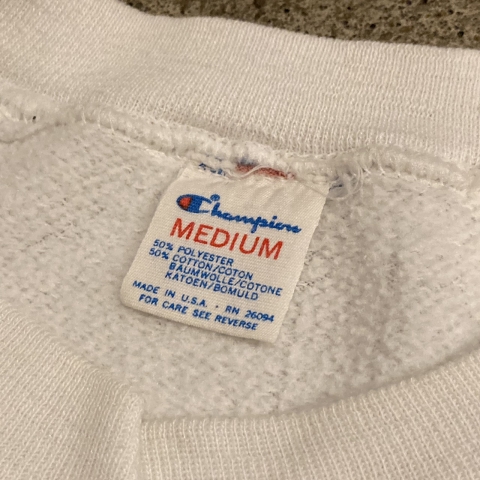 Champion
MEDIUM
50% POLYESTER
50% COTTON/COTON
BAUMWOLLE/COTONE
KATOEN/BOMULD
MADE IN U.S.A. · RN 26094
FOR CARE SEE REVERSE